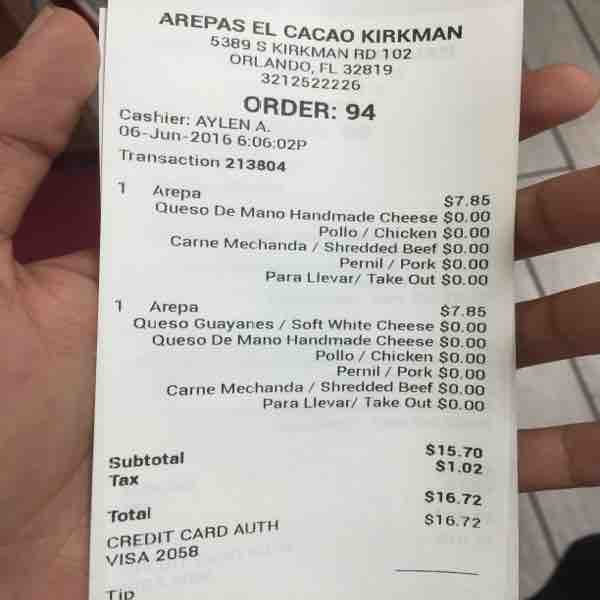 AREPAS EL CACAO KIRKMAN
5389 S KIRKMAN RD 102
ORLANDO, FL 32819
3212522226
ORDER: 94
Cashier: AYLEN A.
06-Jun-2016 6:06:02P
Transaction 213804
1 Arepa $7.85
Queso De Mano Handmade Cheese $0.00
Pollo / Chicken $0.00
Carne Mechanda / Shredded Beef $0.00
Pernil / Pork $0.00
Para Llevar/ Take Out $0.00
1 Arepa $7.85
Queso Guayanes / Soft White Cheese $0.00
Queso De Mano Handmade Cheese $0.00
Pollo / Chicken $0.00
Pernil / Pork $0.00
Carne Mechanda / Shredded Beef $0.00
Para Llevar/ Take Out $0.00
Subtotal $15.70
Tax $1.02
Total $16.72
CREDIT CARD AUTH $16.72
VISA 2058
Tip